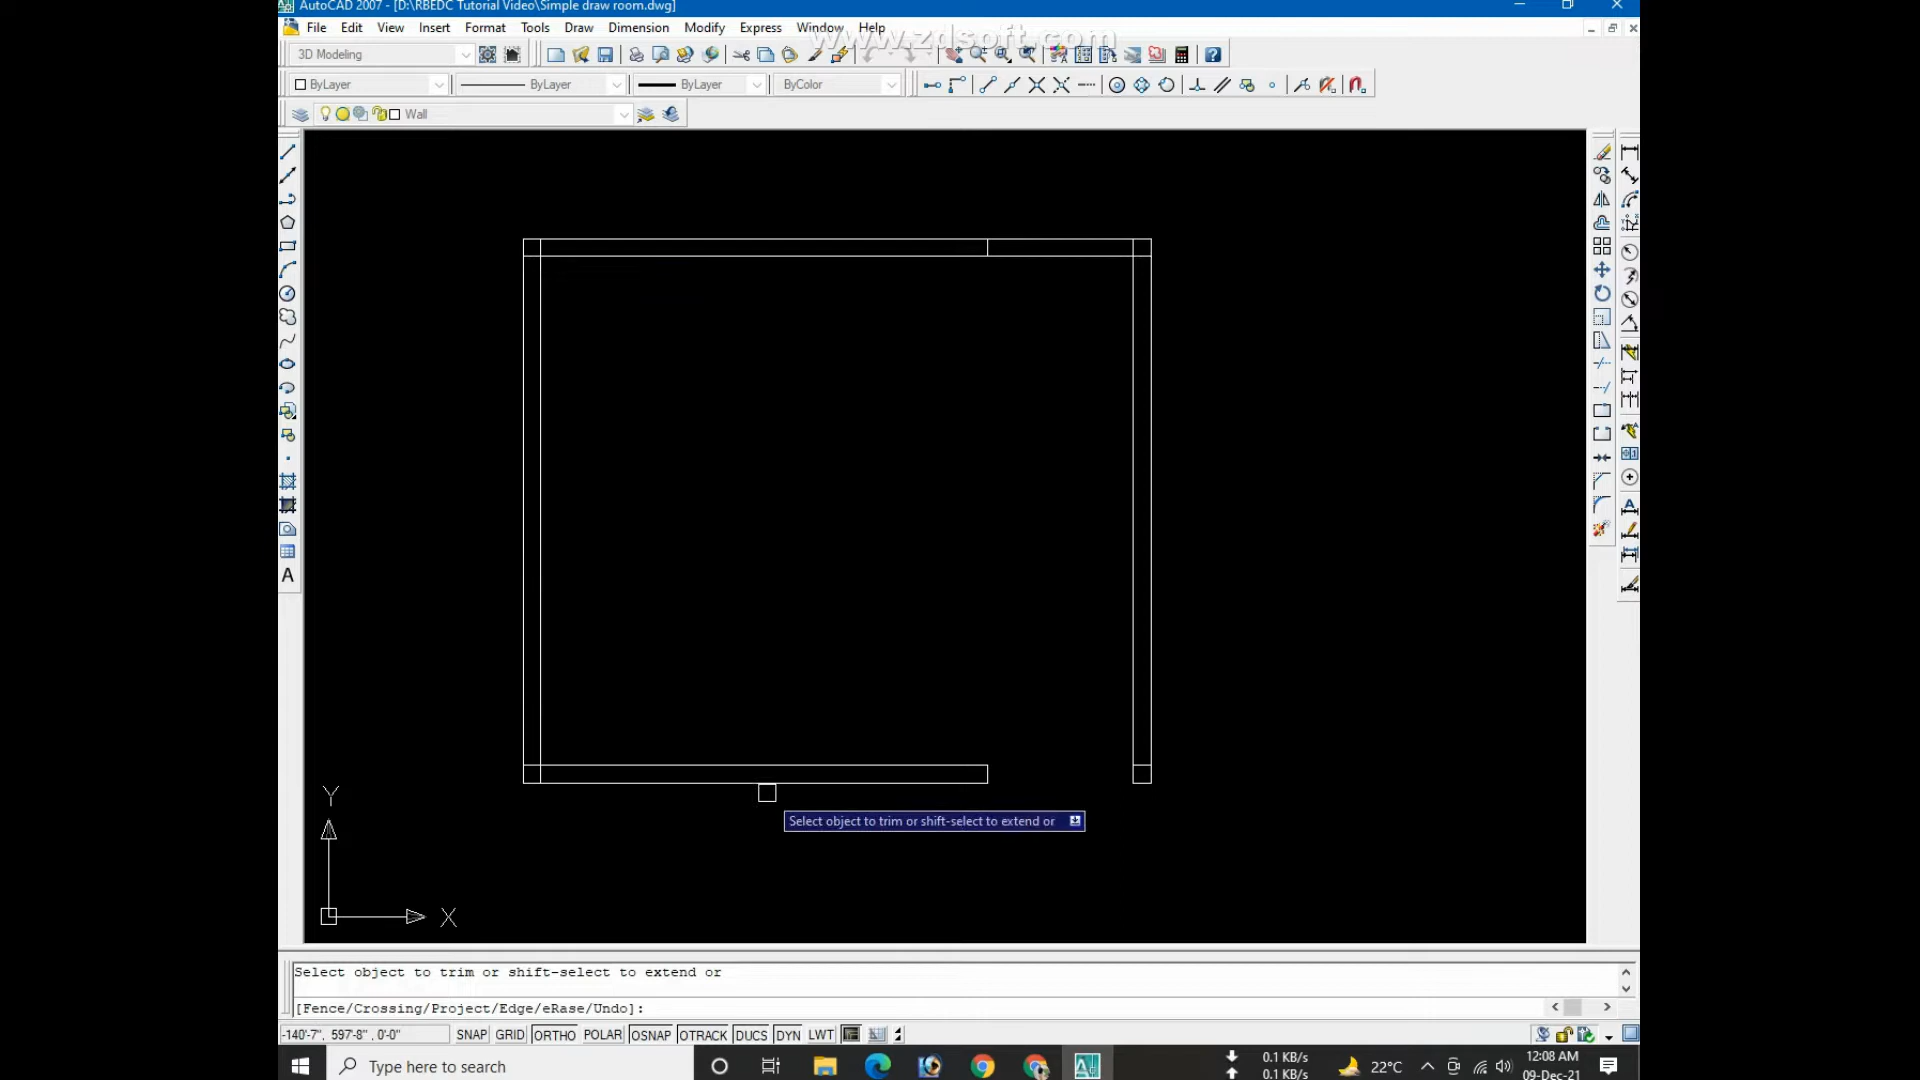 AutoCAD 2007 - [D:\RBEDC Tutorial Video\Simple draw room.dwg]
File Edit View Insert Format Tools Draw Dimension Modify Express Window Help
www.zdsoft.com
3D Modeling
ByLayer ByLayer ByLayer ByColor
Wall
A
Select object to trim or shift-select to extend or
Y
X
Select object to trim or shift-select to extend or
[Fence/Crossing/Project/Edge/eRase/Undo]:
-140'-7", 597'-8" , 0'-0" SNAP GRID ORTHO POLAR OSNAP OTRACK DUCS DYN LWT
Type here to search
0.1 KB/s
0.1 KB/s
22°C
12:08 AM
09-Dec-21